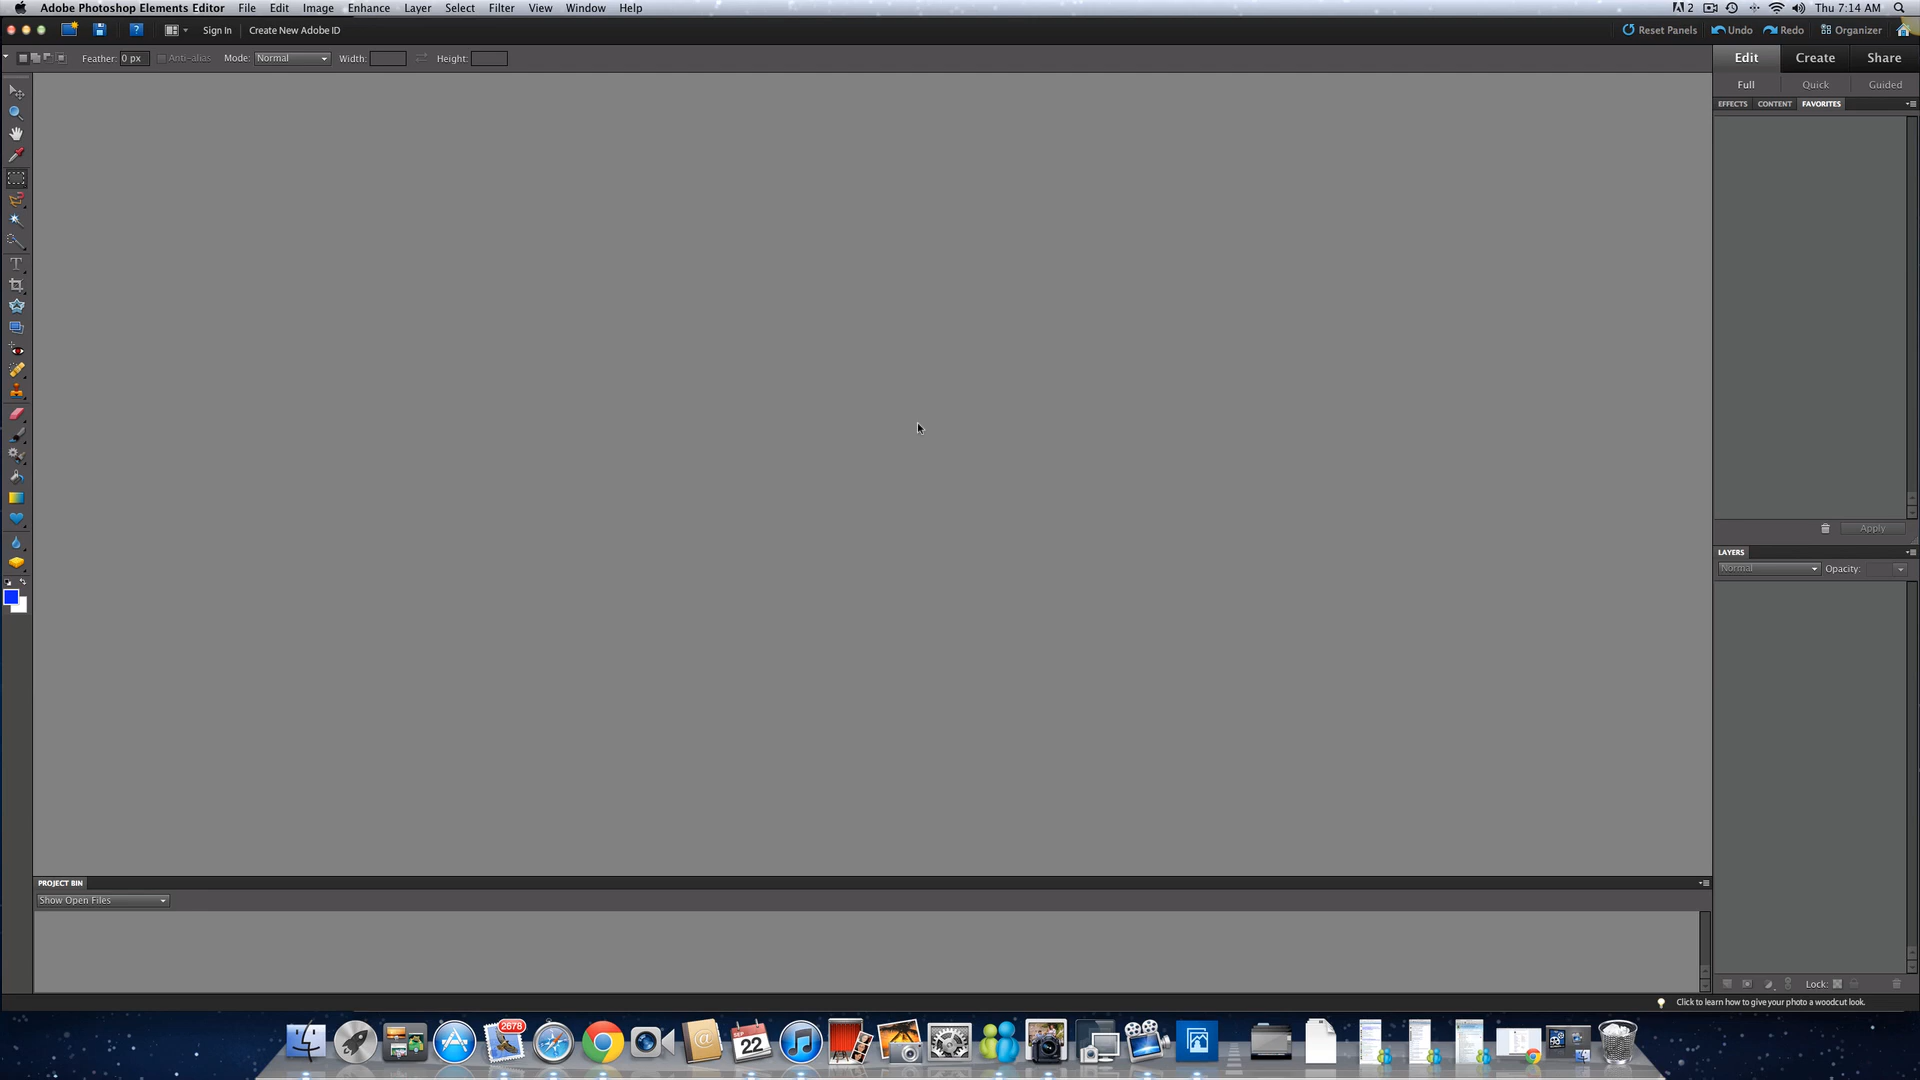 Adobe Photoshop Elements Editor File Edit Image Enhance Layer Select Filter View Window Help 2 Thu 7:14 AM
? Sign In Create New Adobe ID Reset Panels Undo Redo Organizer
Feather: 0 px Anti-alias Mode: Normal Width: Height: Edit Create Share
Full Quick Guided
EFFECTS CONTENT FAVORITES
T
Apply
LAYERS
Normal Opacity:
PROJECT BIN
Show Open Files
Lock:
Click to learn how to give your photo a woodcut look.
2678
SEP
22